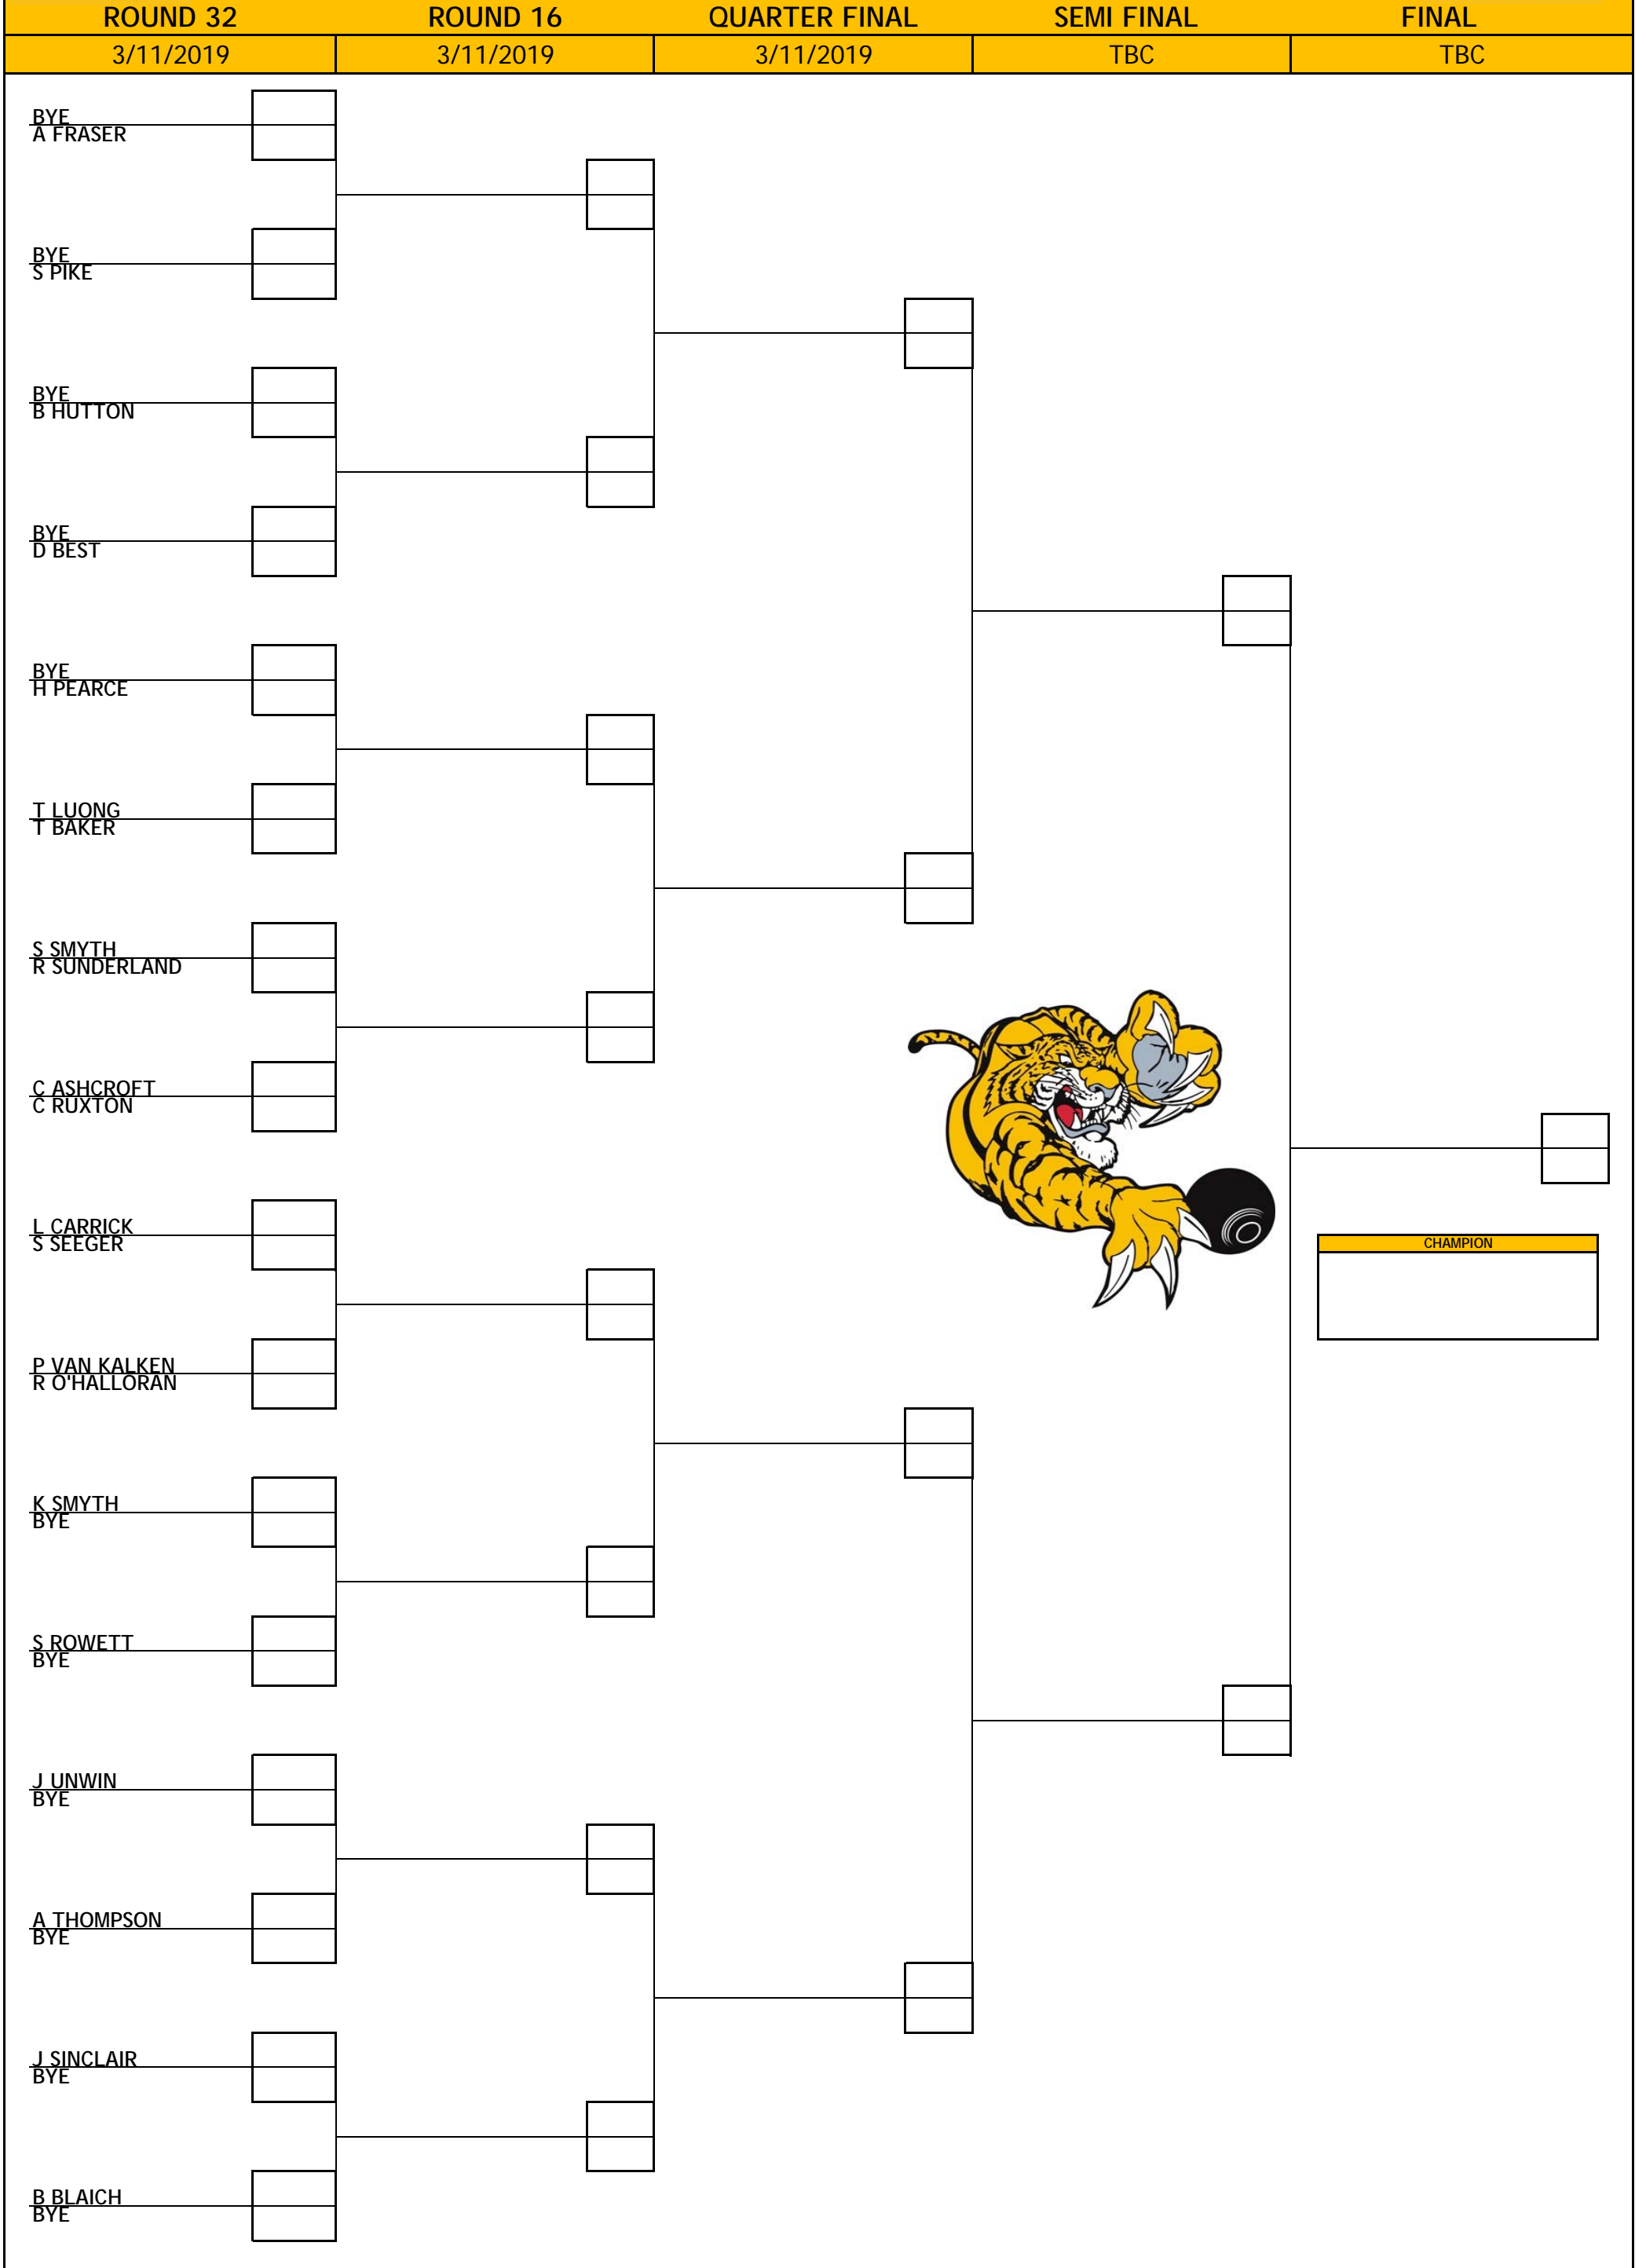 ROUND 32 ROUND 16 QUARTER FINAL SEMI FINAL FINAL
3/11/2019 3/11/2019 3/11/2019 TBC TBC
BYE
A FRASER
BYE
S PIKE
BYE
B HUTTON
BYE
D BEST
BYE
H PEARCE
T LUONG
T BAKER
S SMYTH
R SUNDERLAND
C ASHCROFT
C RUXTON
L CARRICK
S SEEGER
CHAMPION
P VAN KALKEN
R O'HALLORAN
K SMYTH
BYE
S ROWETT
BYE
J UNWIN
BYE
A THOMPSON
BYE
J SINCLAIR
BYE
B BLAICH
BYE